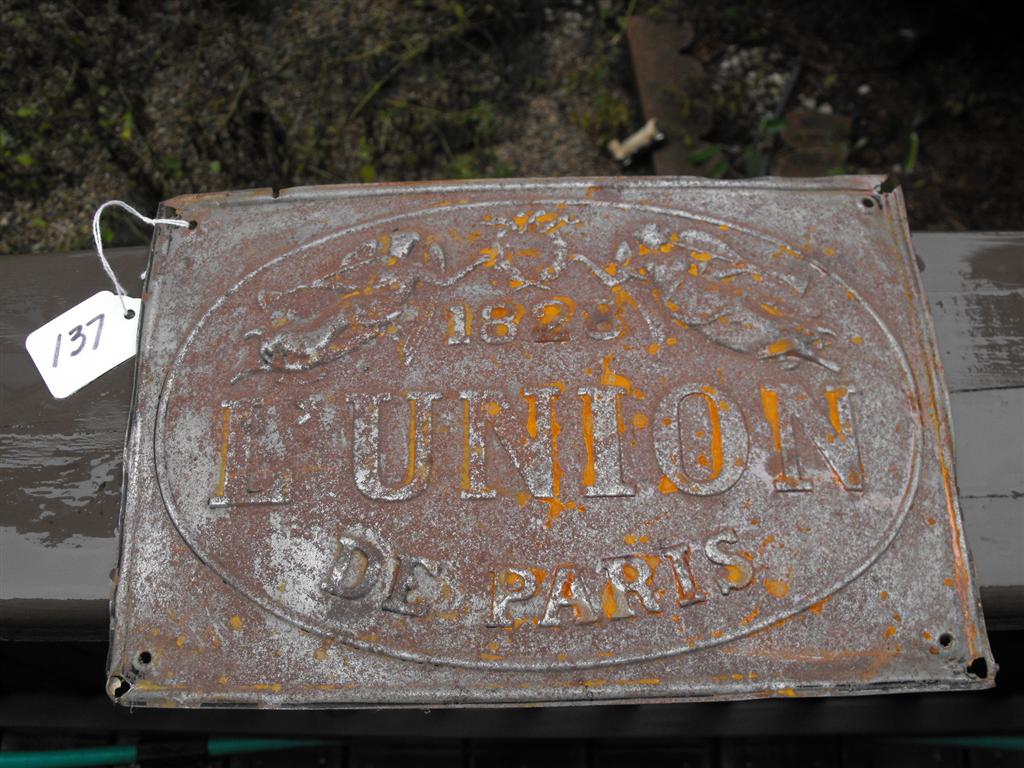 137
1828
L'UNION
DE PARIS